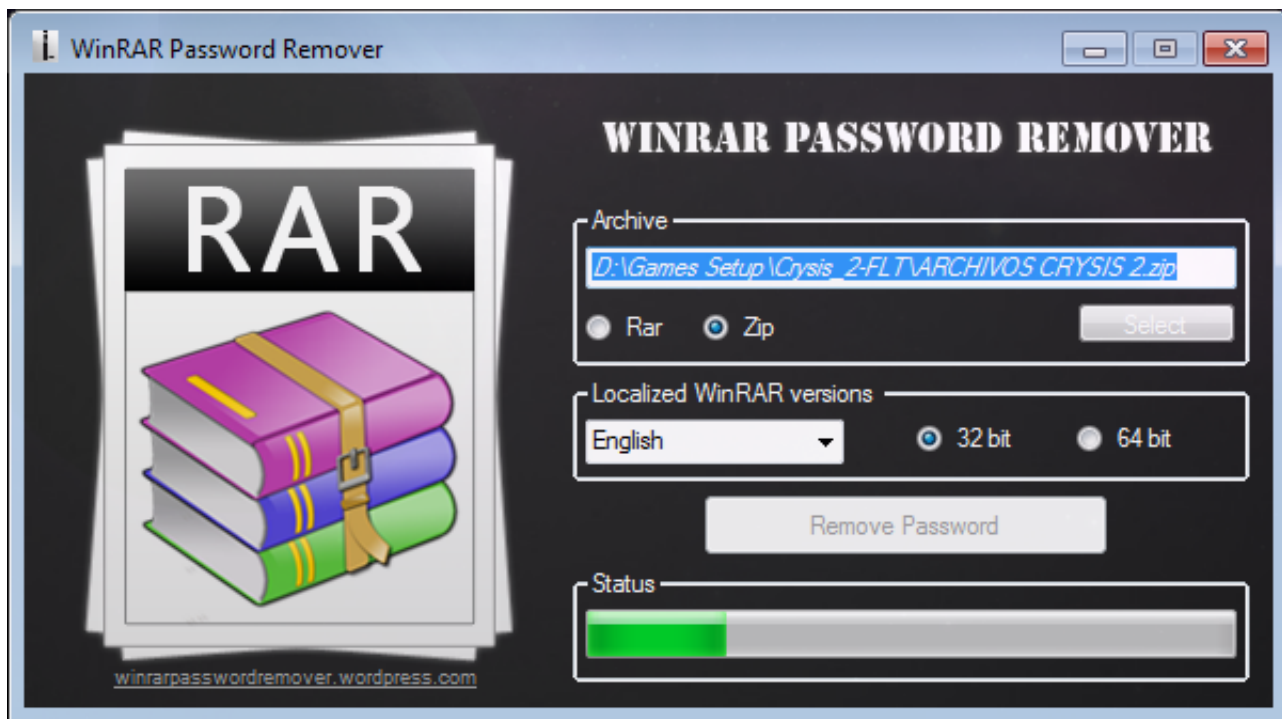 WinRAR Password Remover
WINRAR PASSWORD REMOVER
RAR
Archive
D:\Games Setup\Crysis_2-FLT\ARCHIVOS CRYSIS 2.zip
Rar Zip Select
Localized WinRAR versions
English 32 bit 64 bit
Remove Password
Status
winrarpasswordremover.wordpress.com